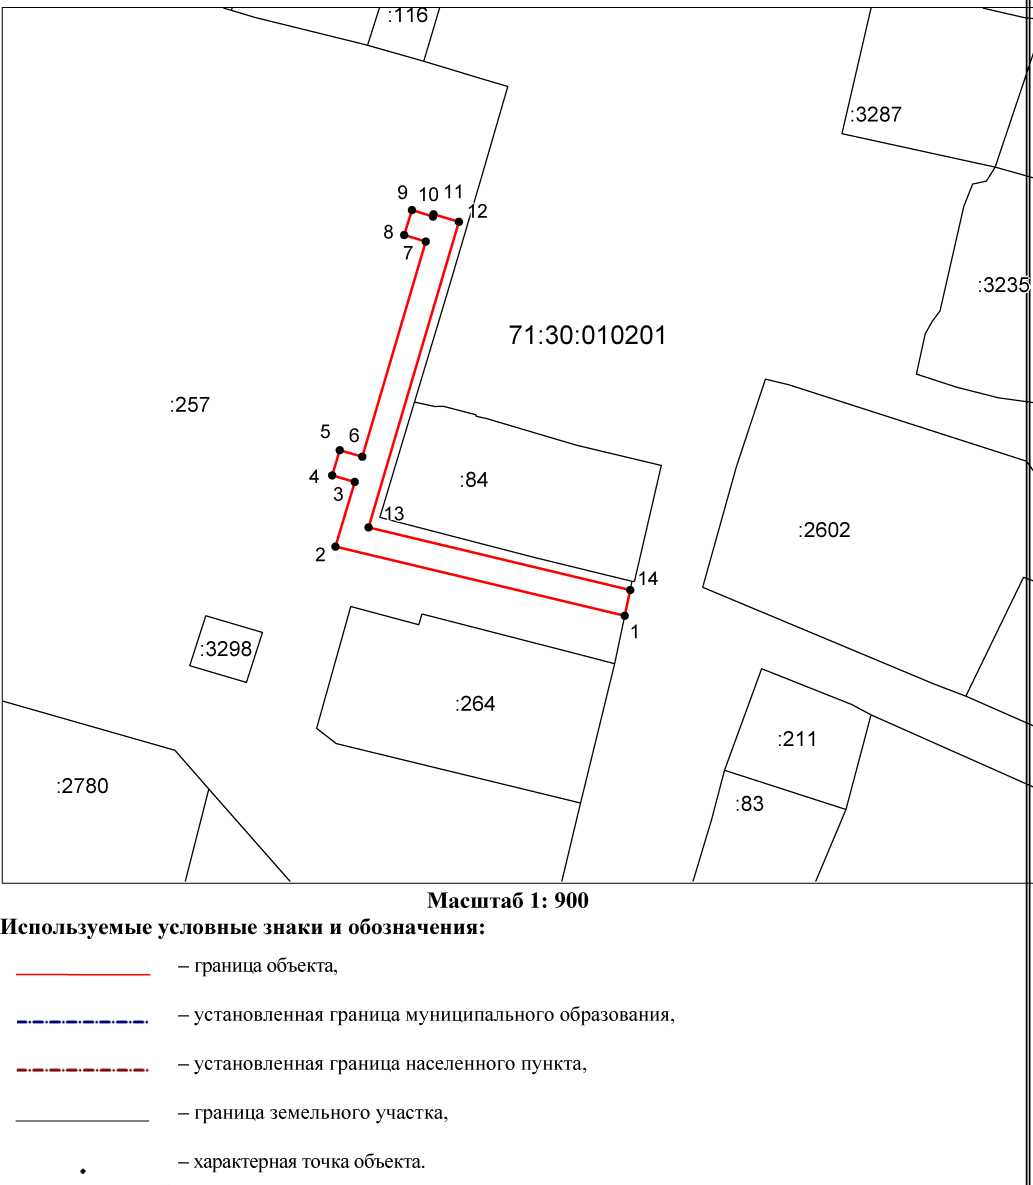 :116
:3287
9 10 11
12
8
7
:3235
71:30:010201
:257
5 6
4
3
:84
13
2
:2602
14
1
:3298
:264
:211
:2780
:83
Масштаб 1: 900
Используемые условные знаки и обозначения:
– граница объекта,
– установленная граница муниципального образования,
– установленная граница населенного пункта,
– граница земельного участка,
– характерная точка объекта.